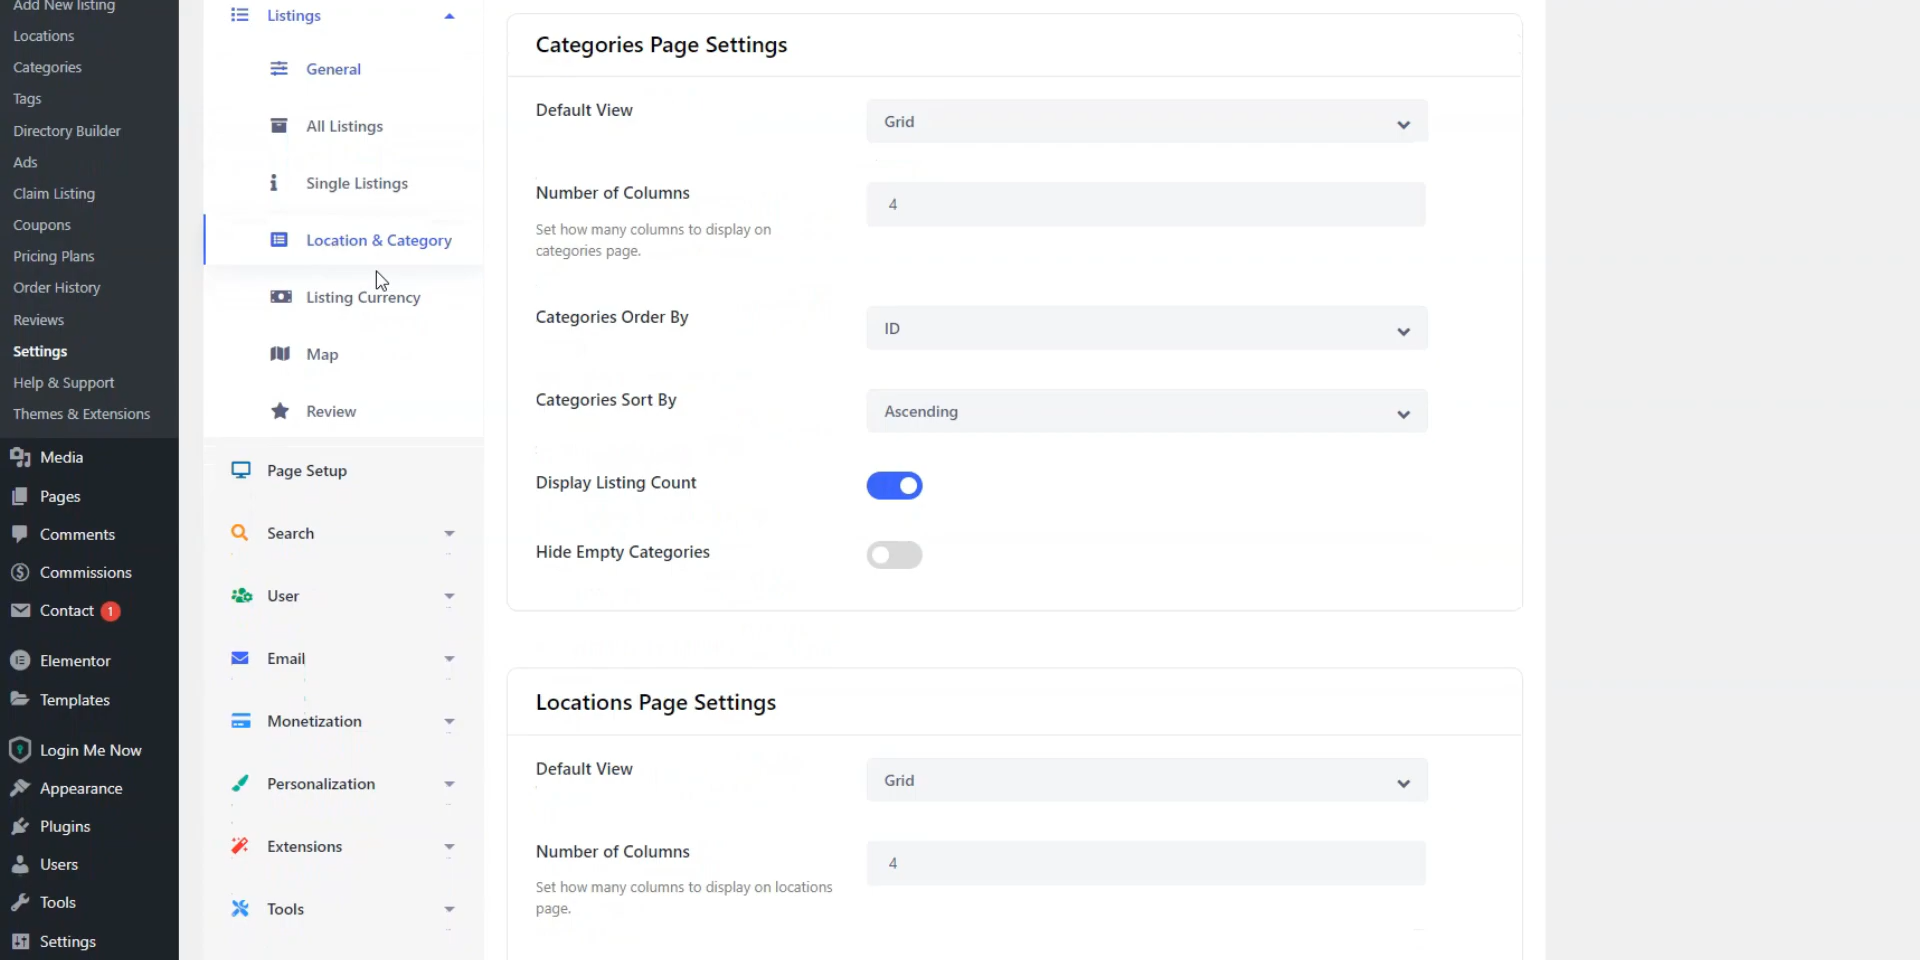 Add New listing
Locations
Categories
Tags
Directory Builder
Ads
Claim Listing
Coupons
Pricing Plans
Order History
Reviews
Settings
Help & Support
Themes & Extensions
Media
Pages
Comments
Commissions
Contact 1
Elementor
Templates
Login Me Now
Appearance
Plugins
Users
Tools
Settings
Listings
General
All Listings
Single Listings
Location & Category
Listing Currency
Map
Review
Page Setup
Search
User
Email
Monetization
Personalization
Extensions
Tools
Categories Page Settings
Default View
Grid
Number of Columns
4
Set how many columns to display on
categories page.
Categories Order By
ID
Categories Sort By
Ascending
Display Listing Count
Hide Empty Categories
Locations Page Settings
Default View
Grid
Number of Columns
4
Set how many columns to display on locations
page.